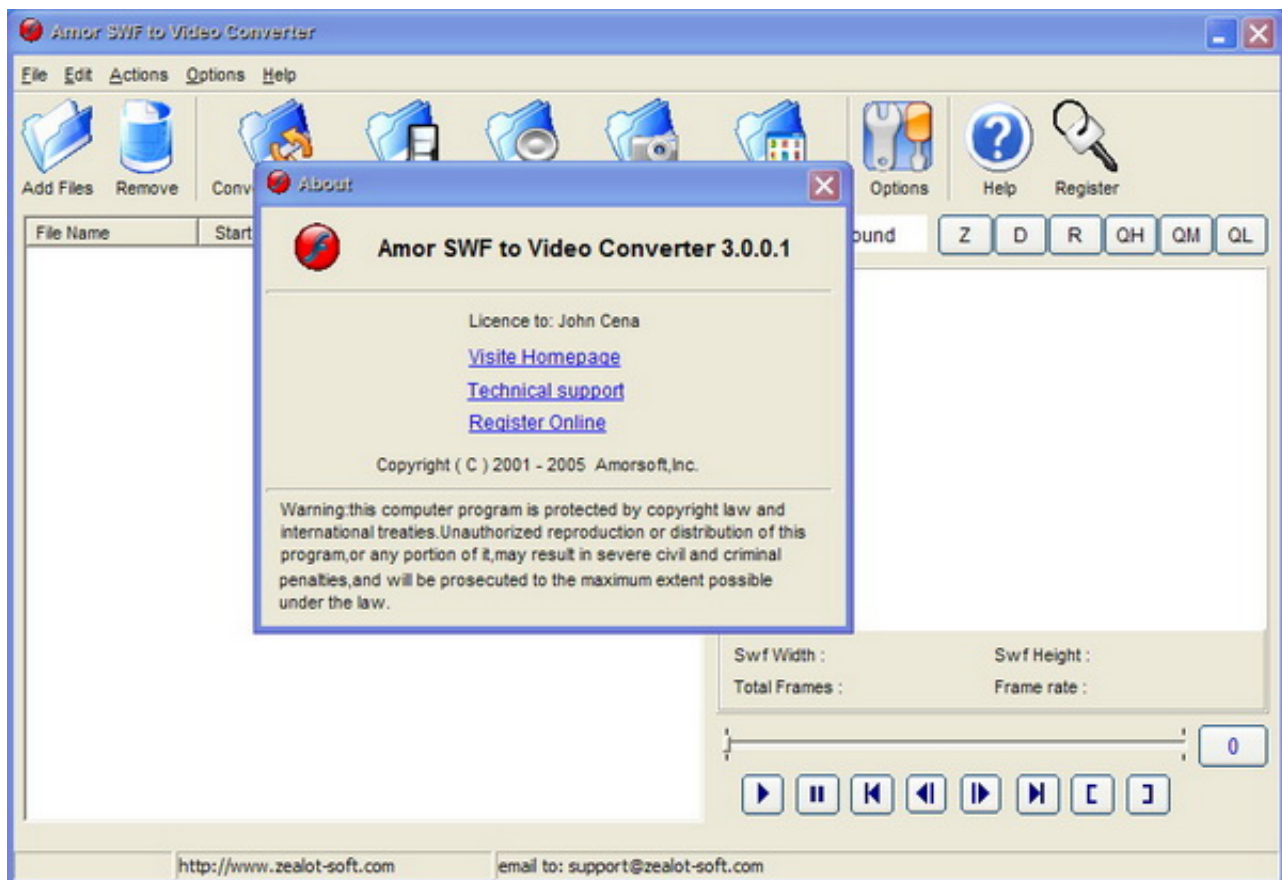 Amor SWF to Video Converter
File Edit Actions Options Help
Add Files Remove Conv Options Help Register
About
File Name Start ound Z D R QH QM QL
Amor SWF to Video Converter 3.0.0.1
Licence to: John Cena
Visite Homepage
Technical support
Register Online
Copyright ( C ) 2001 - 2005 Amorsoft,Inc.
Warning:this computer program is protected by copyright law and
international treaties.Unauthorized reproduction or distribution of this
program,or any portion of it,may result in severe civil and criminal
penalties,and will be prosecuted to the maximum extent possible
under the law.
Swf Width : Swf Height :
Total Frames : Frame rate :
0
http://www.zealot-soft.com email to: support@zealot-soft.com